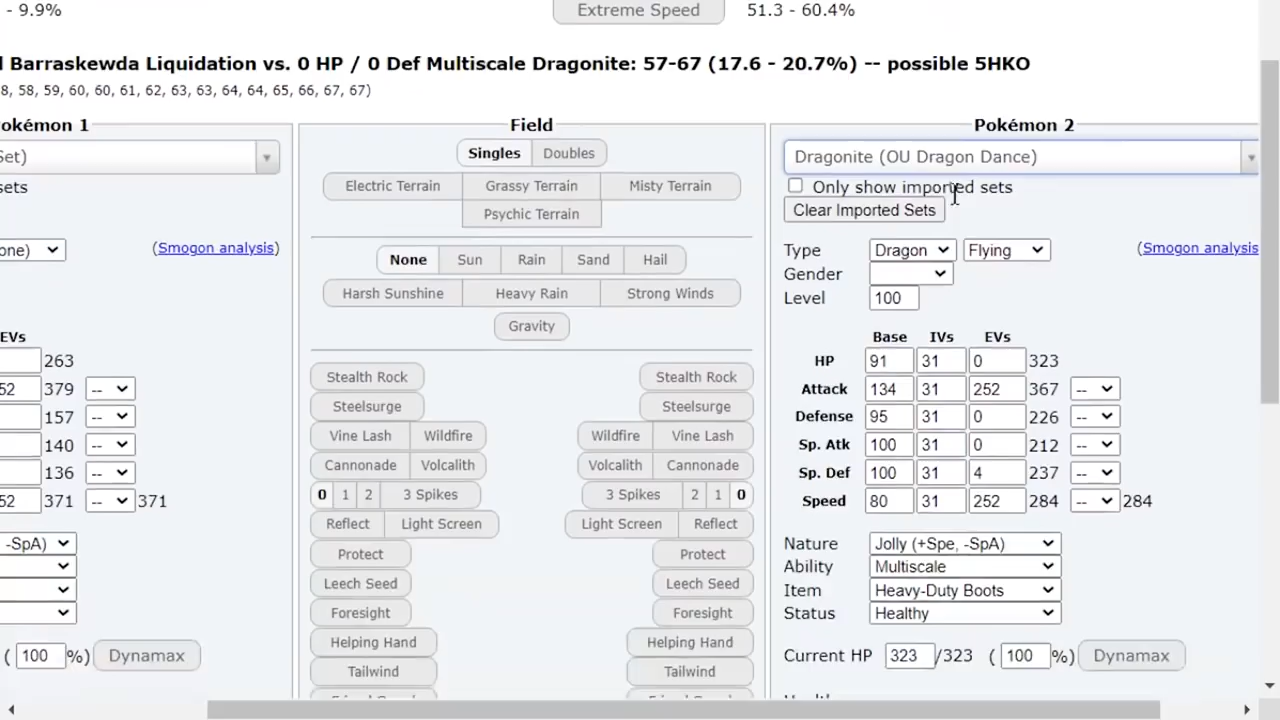 - 9.9%
Extreme Speed
51.3 - 60.4%
l Barraskewda Liquidation vs. 0 HP / 0 Def Multiscale Dragonite: 57-67 (17.6 - 20.7%) -- possible 5HKO
8, 58, 59, 60, 60, 61, 62, 63, 63, 64, 64, 65, 66, 67, 67)
okémon 1
Set)
sets
one)
(Smogon analysis)
EVs
263
52 379 --
157 --
140 --
136 --
52 371 -- 371
-SpA)
( 100 %) Dynamax
Field
Singles Doubles
Electric Terrain Grassy Terrain Misty Terrain
Psychic Terrain
None Sun Rain Sand Hail
Harsh Sunshine Heavy Rain Strong Winds
Gravity
Stealth Rock Stealth Rock
Steelsurge Steelsurge
Vine Lash Wildfire Wildfire Vine Lash
Cannonade Volcalith Volcalith Cannonade
0 1 2 3 Spikes 3 Spikes 2 1 0
Reflect Light Screen Light Screen Reflect
Protect Protect
Leech Seed Leech Seed
Foresight Foresight
Helping Hand Helping Hand
Tailwind Tailwind
Pokémon 2
Dragonite (OU Dragon Dance)
Only show imported sets
Clear Imported Sets
Type Dragon Flying (Smogon analysis
Gender
Level 100
Base IVs EVs
HP 91 31 0 323
Attack 134 31 252 367 --
Defense 95 31 0 226 --
Sp. Atk 100 31 0 212 --
Sp. Def 100 31 4 237 --
Speed 80 31 252 284 -- 284
Nature Jolly (+Spe, -SpA)
Ability Multiscale
Item Heavy-Duty Boots
Status Healthy
Current HP 323 /323 ( 100 %) Dynamax